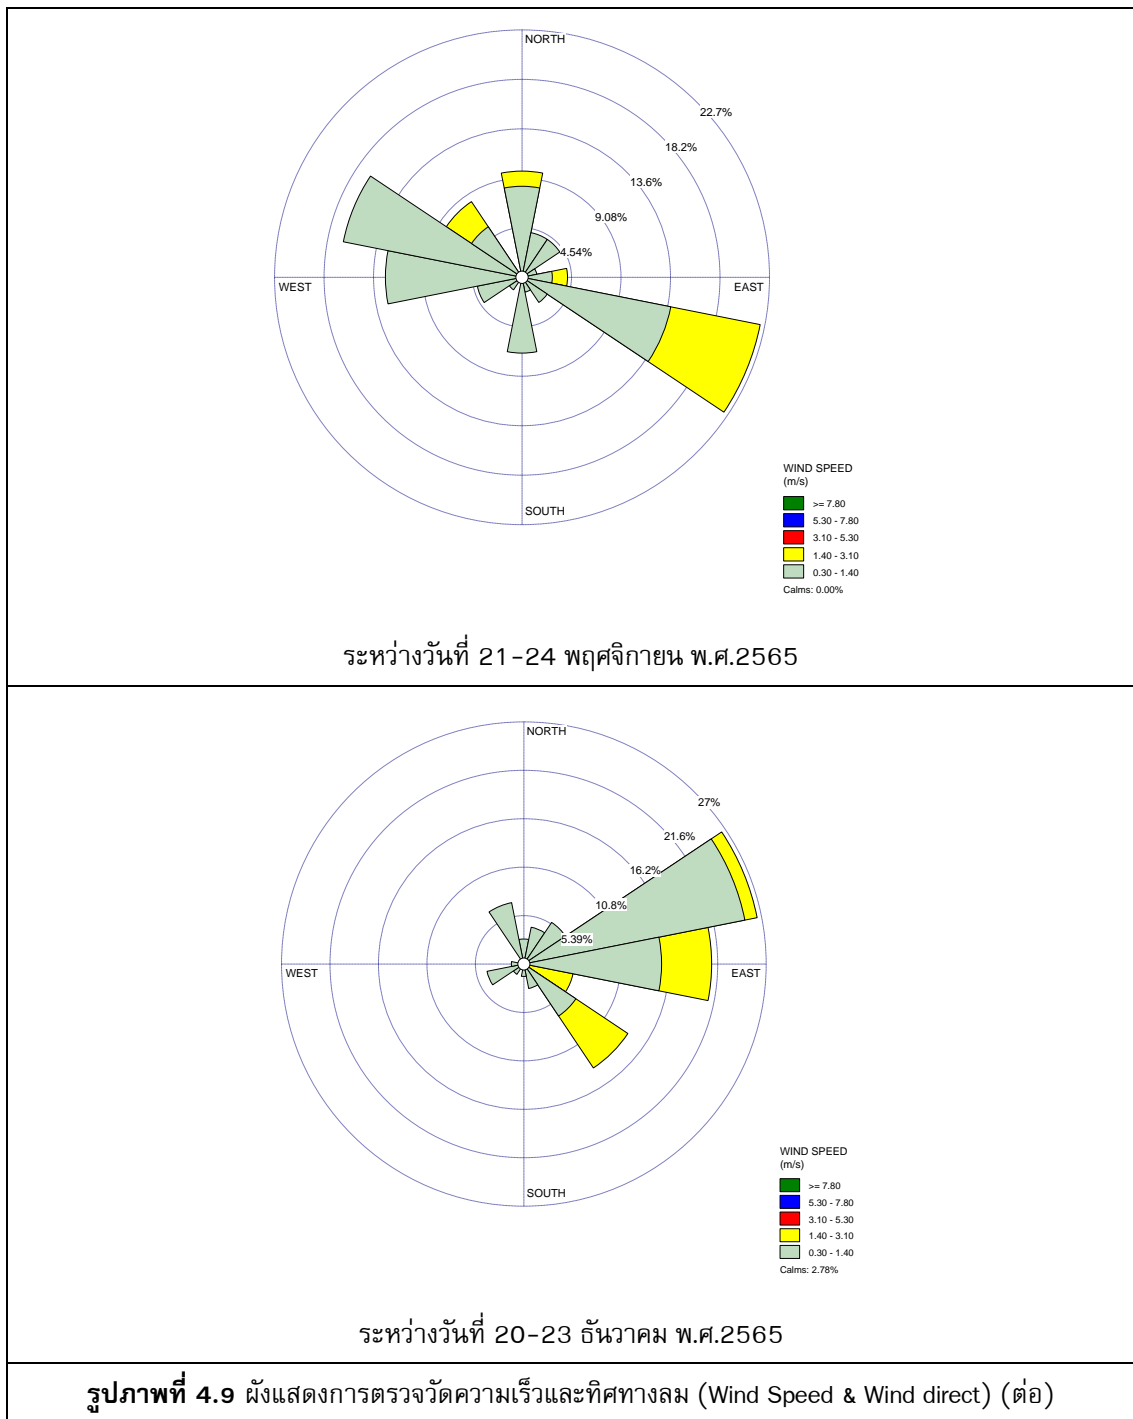 NORTH
22.7%
18.2%
13.6%
9.08%
4.54%
WEST
EAST
SOUTH
WIND SPEED
(m/s)
>= 7.80
5.30 - 7.80
3.10 - 5.30
1.40 - 3.10
0.30 - 1.40
Calms: 0.00%
ระหว่างวันที่ 21-24 พฤศจิกายน พ.ศ.2565
NORTH
27%
21.6%
16.2%
10.8%
5.39%
WEST
EAST
SOUTH
WIND SPEED
(m/s)
>= 7.80
5.30 - 7.80
3.10 - 5.30
1.40 - 3.10
0.30 - 1.40
Calms: 2.78%
ระหว่างวันที่ 20-23 ธันวาคม พ.ศ.2565
รูปภาพที่ 4.9 ผังแสดงการตรวจวัดความเร็วและทิศทางลม (Wind Speed & Wind direct) (ต่อ)